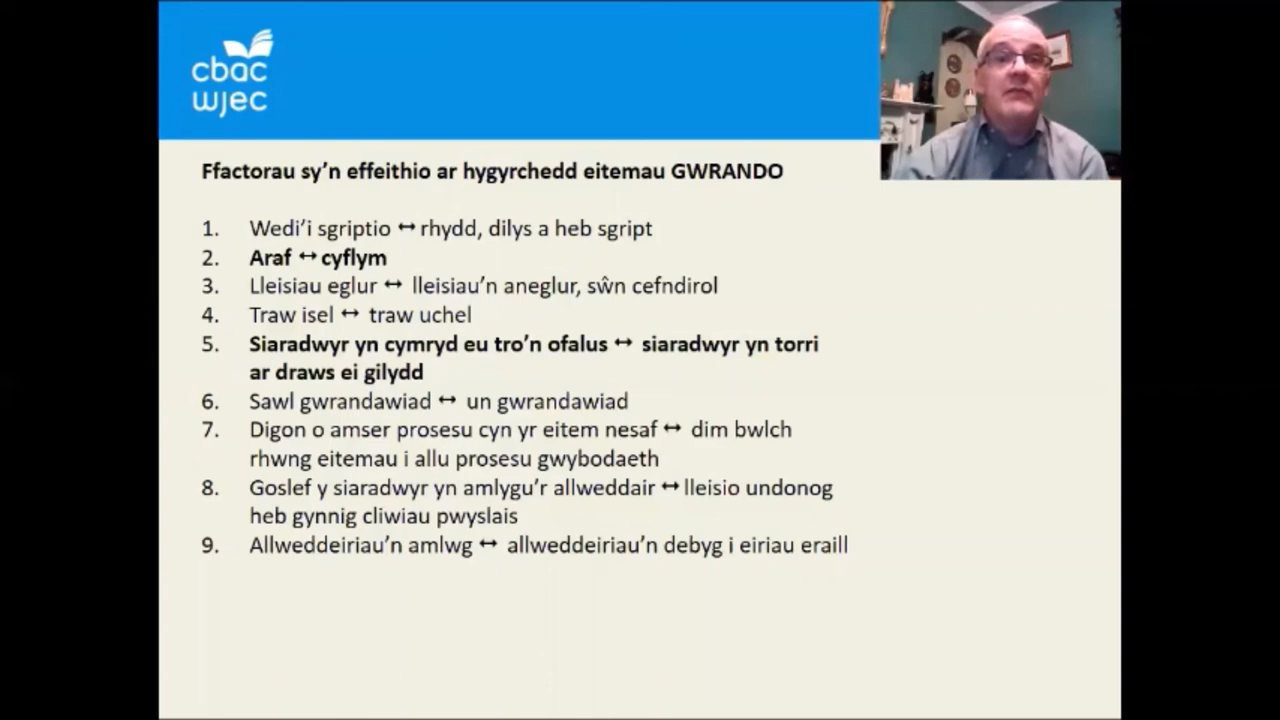 cbac
wjec
Ffactorau sy'n effeithio ar hygyrchedd eitemau GWRANDO
1. Wedi'i sgriptio ↔ rhydd, dilys a heb sgript
2. Araf ↔ cyflym
3. Lleisiau eglur ↔ lleisiau'n aneglur, sŵn cefndirol
4. Traw isel ↔ traw uchel
5. Siaradwyr yn cymryd eu tro'n ofalus ↔ siaradwyr yn torri
ar draws ei gilydd
6. Sawl gwrandawiad ↔ un gwrandawiad
7. Digon o amser prosesu cyn yr eitem nesaf ↔ dim bwlch
rhwng eitemau i allu prosesu gwybodaeth
8. Goslef y siaradwyr yn amlygu'r allweddair ↔ lleisio undonog
heb gynnig cliwiau pwyslais
9. Allweddeiriau'n amlwg ↔ allweddeiriau'n debyg i eiriau eraill